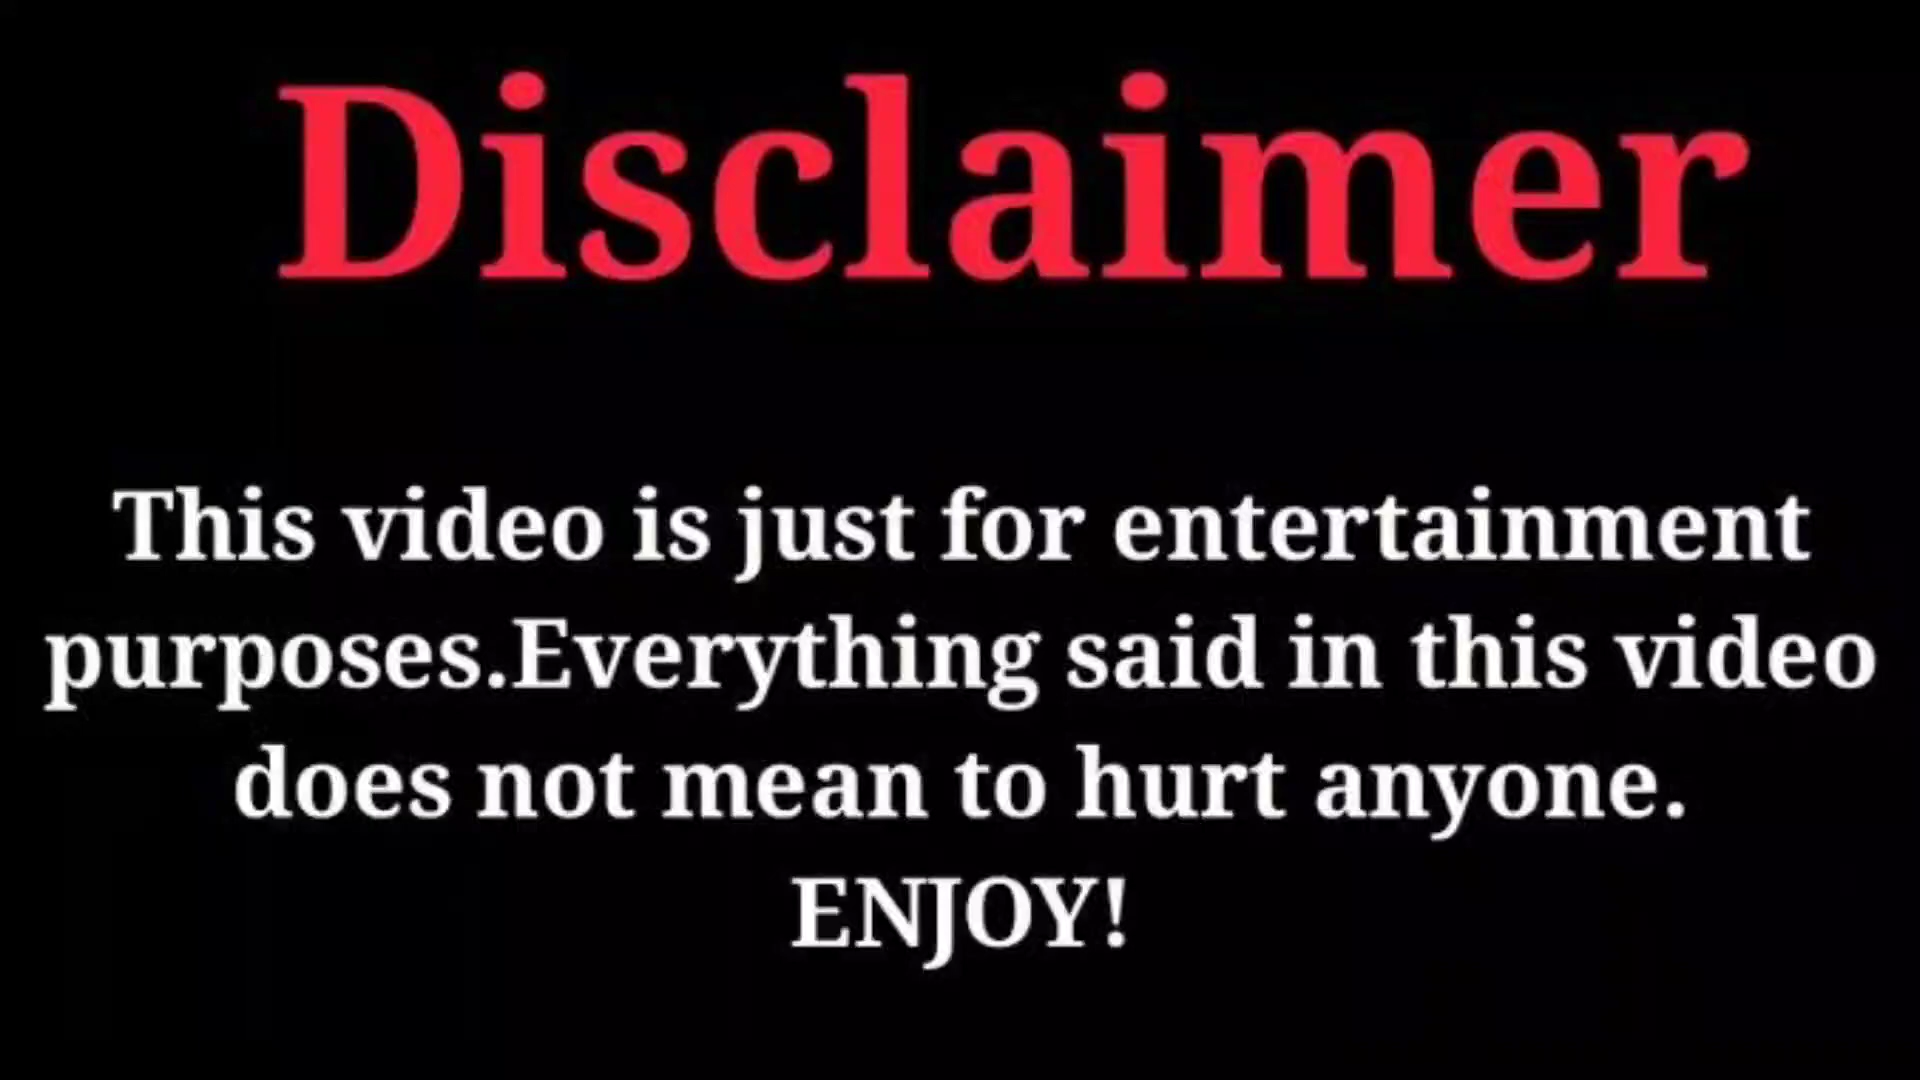 Disclaimer
This video is just for entertainment
purposes.Everything said in this video
does not mean to hurt anyone.
ENJOY!